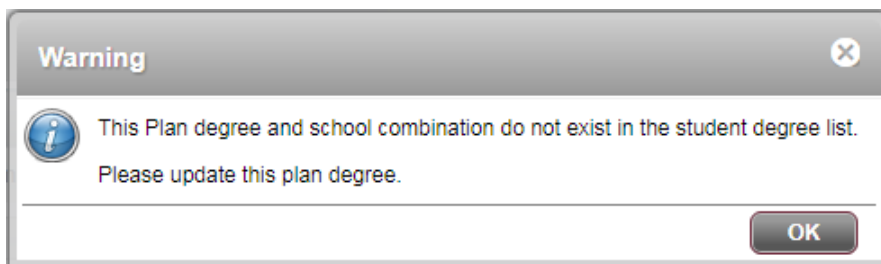 Warning
This Plan degree and school combination do not exist in the student degree list.
Please update this plan degree.
OK